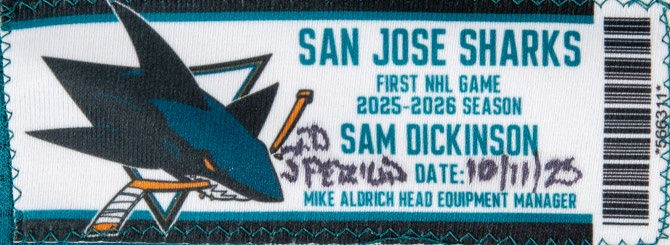 SAN JOSE SHARKS
FIRST NHL GAME
2025-2026 SEASON
SAM DICKINSON
DATE: 10/11/25
MIKE ALDRICH HEAD EQUIPMENT MANAGER
*566311*